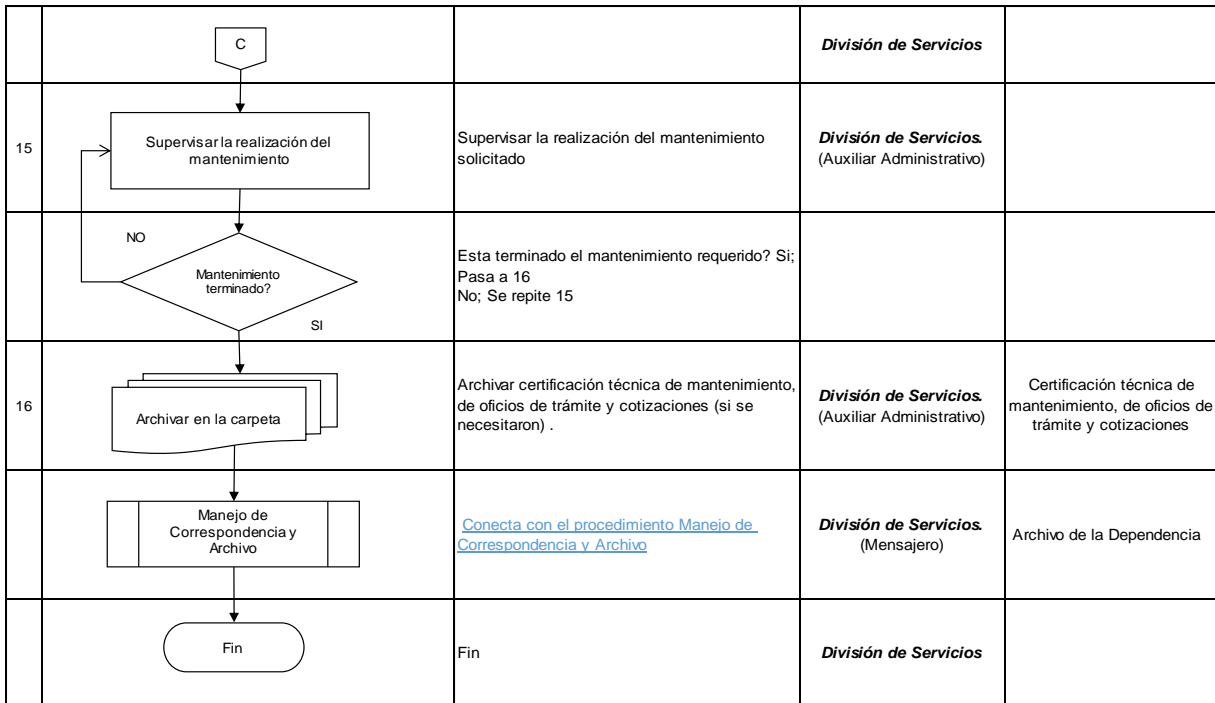 C
División de Servicios
15
Supervisar la realización del
mantenimiento
Supervisar la realización del mantenimiento
solicitado
División de Servicios.
(Auxiliar Administrativo)
NO
Mantenimiento
terminado?
SI
Esta terminado el mantenimiento requerido? Si;
Pasa a 16
No; Se repite 15
16
Archivar en la carpeta
Archivar certificación técnica de mantenimiento,
de oficios de trámite y cotizaciones (si se
necesitaron) .
División de Servicios.
(Auxiliar Administrativo)
Certificación técnica de
mantenimiento, de oficios de
trámite y cotizaciones
Manejo de
Correspondencia y
Archivo
Conecta con el procedimiento Manejo de
Correspondencia y Archivo
División de Servicios.
(Mensajero)
Archivo de la Dependencia
Fin
Fin
División de Servicios